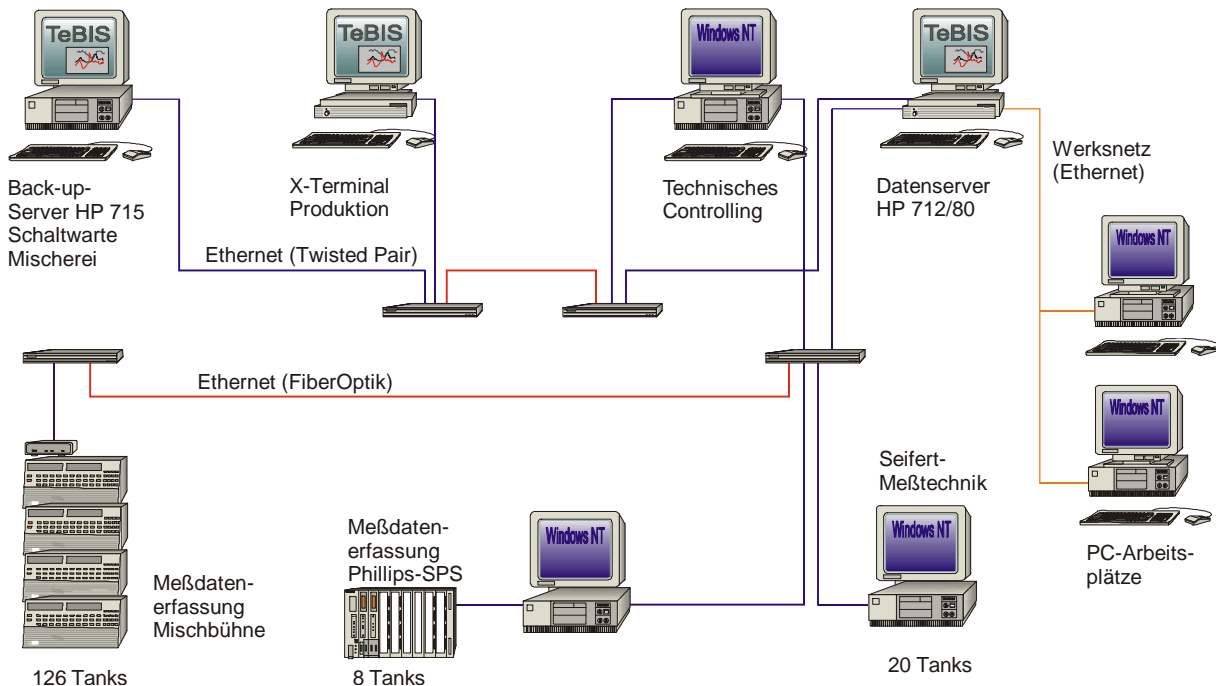 TeBIS
TeBIS
Windows NT
TeBIS
Back-up-
Server HP 715
Schaltwarte
Mischerei
X-Terminal
Produktion
Technisches
Controlling
Datenserver
HP 712/80
Werksnetz
(Ethernet)
Ethernet (Twisted Pair)
Windows NT
Ethernet (FiberOptik)
Windows NT
PC-Arbeits-
plätze
Meßdaten-
erfassung
Mischbühne
126 Tanks
Meßdaten-
erfassung
Phillips-SPS
8 Tanks
Windows NT
Seifert-
Meßtechnik
Windows NT
20 Tanks